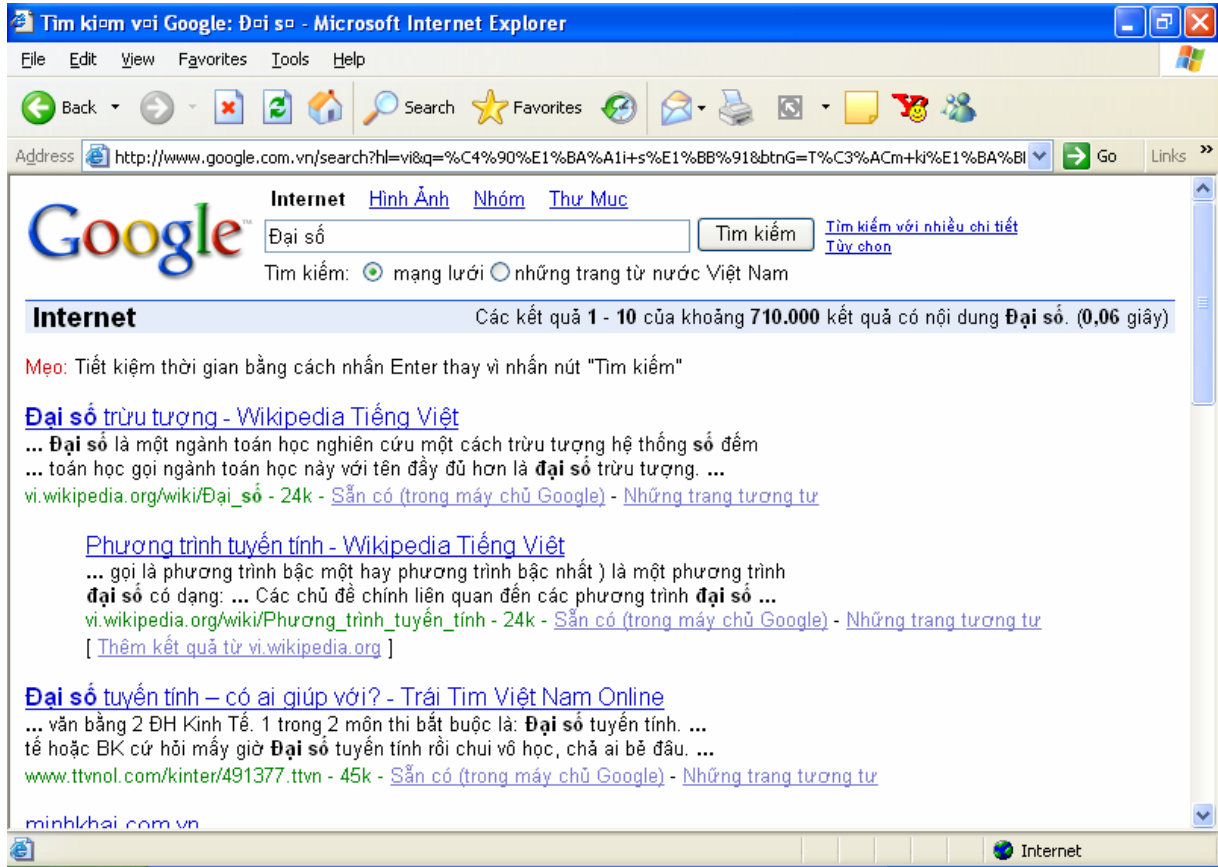 Tìm ki¤m v¤i Google: Đ¤i s¤ - Microsoft Internet Explorer
File Edit View Favorites Tools Help
Back Search Favorites
Address http://www.google.com.vn/search?hl=vi&q=%C4%90%E1%BA%A1i+s%E1%BB%91&btnG=T%C3%ACm+ki%E1%BA%BI Go Links »
Internet Hình Ảnh Nhóm Thư Mục
Google™ Đại số Tìm kiếm Tìm kiếm với nhiều chi tiết
Tùy chọn
Tìm kiếm: mạng lưới những trang từ nước Việt Nam
Internet Các kết quả 1 - 10 của khoảng 710.000 kết quả có nội dung Đại số. (0,06 giây)
Mẹo: Tiết kiệm thời gian bằng cách nhấn Enter thay vì nhấn nút "Tìm kiếm"
Đại số trừu tượng - Wikipedia Tiếng Việt
... Đại số là một ngành toán học nghiên cứu một cách trừu tượng hệ thống số đếm
... toán học gọi ngành toán học này với tên đầy đủ hơn là đại số trừu tượng. ...
vi.wikipedia.org/wiki/Đại_số - 24k - Sẵn có (trong máy chủ Google) - Những trang tương tự
Phương trình tuyến tính - Wikipedia Tiếng Việt
... gọi là phương trình bậc một hay phương trình bậc nhất ) là một phương trình
đại số có dạng: ... Các chủ đề chính liên quan đến các phương trình đại số ...
vi.wikipedia.org/wiki/Phương_trình_tuyến_tính - 24k - Sẵn có (trong máy chủ Google) - Những trang tương tự
[ Thêm kết quả từ vi.wikipedia.org ]
Đại số tuyến tính – có ai giúp với? - Trái Tim Việt Nam Online
... văn bằng 2 ĐH Kinh Tế. 1 trong 2 môn thi bắt buộc là: Đại số tuyến tính. ...
tế hoặc BK cứ hỏi mấy giờ Đại số tuyến tính rồi chui vô học, chả ai bẻ đâu. ...
www.ttvnol.com/kinter/491377.ttvn - 45k - Sẵn có (trong máy chủ Google) - Những trang tương tự
minhkhai.com.vn
Internet